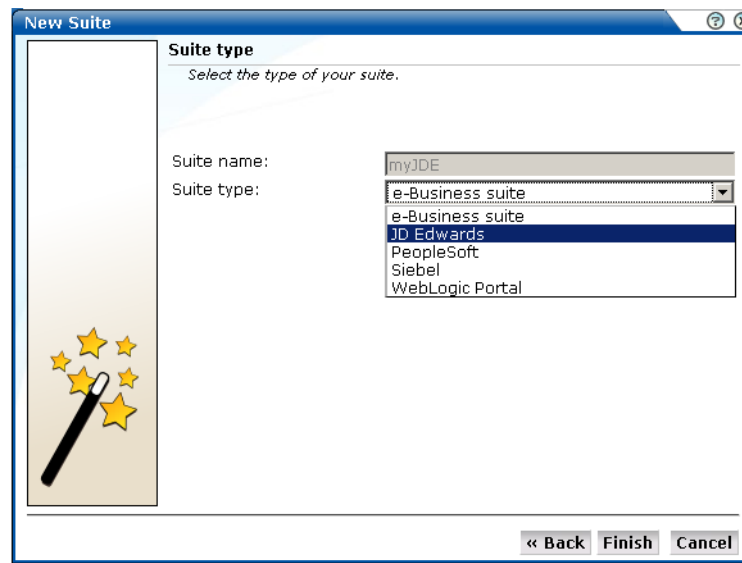 New Suite
Suite type
Select the type of your suite.
Suite name: myJDE
Suite type: e-Business suite
e-Business suite
JD Edwards
PeopleSoft
Siebel
WebLogic Portal
« Back Finish Cancel